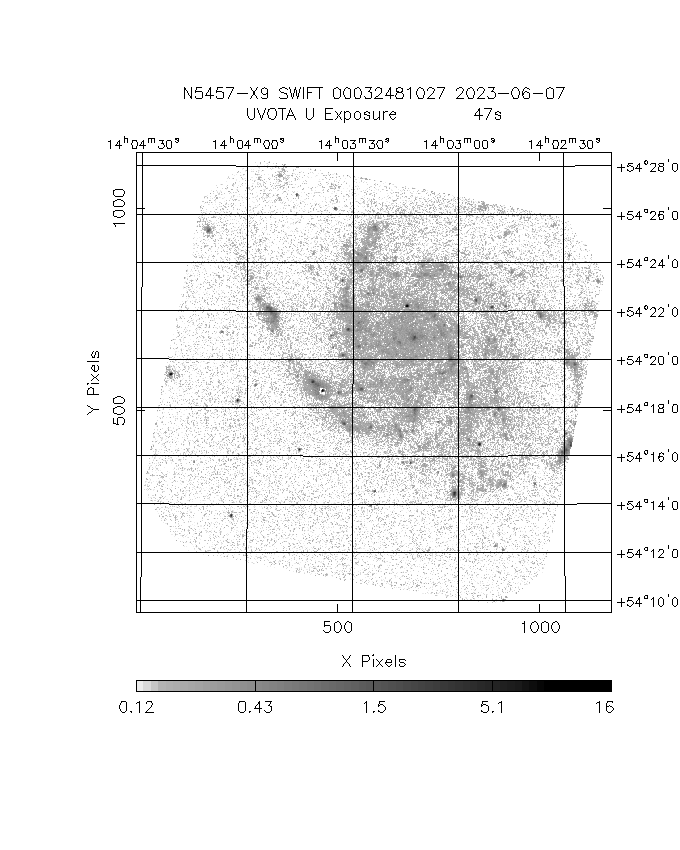 N5457-X9 SWIFT 00032481027 2023-06-07
UVOTA U Exposure 47s
14ʰ04ᵐ30ˢ 14ʰ04ᵐ00ˢ 14ʰ03ᵐ30ˢ 14ʰ03ᵐ00ˢ 14ʰ02ᵐ30ˢ
+54°28'0
+54°26'0
+54°24'0
+54°22'0
+54°20'0
+54°18'0
+54°16'0
+54°14'0
+54°12'0
+54°10'0
1000
500
Y Pixels
500 1000
X Pixels
0.12 0.43 1.5 5.1 16